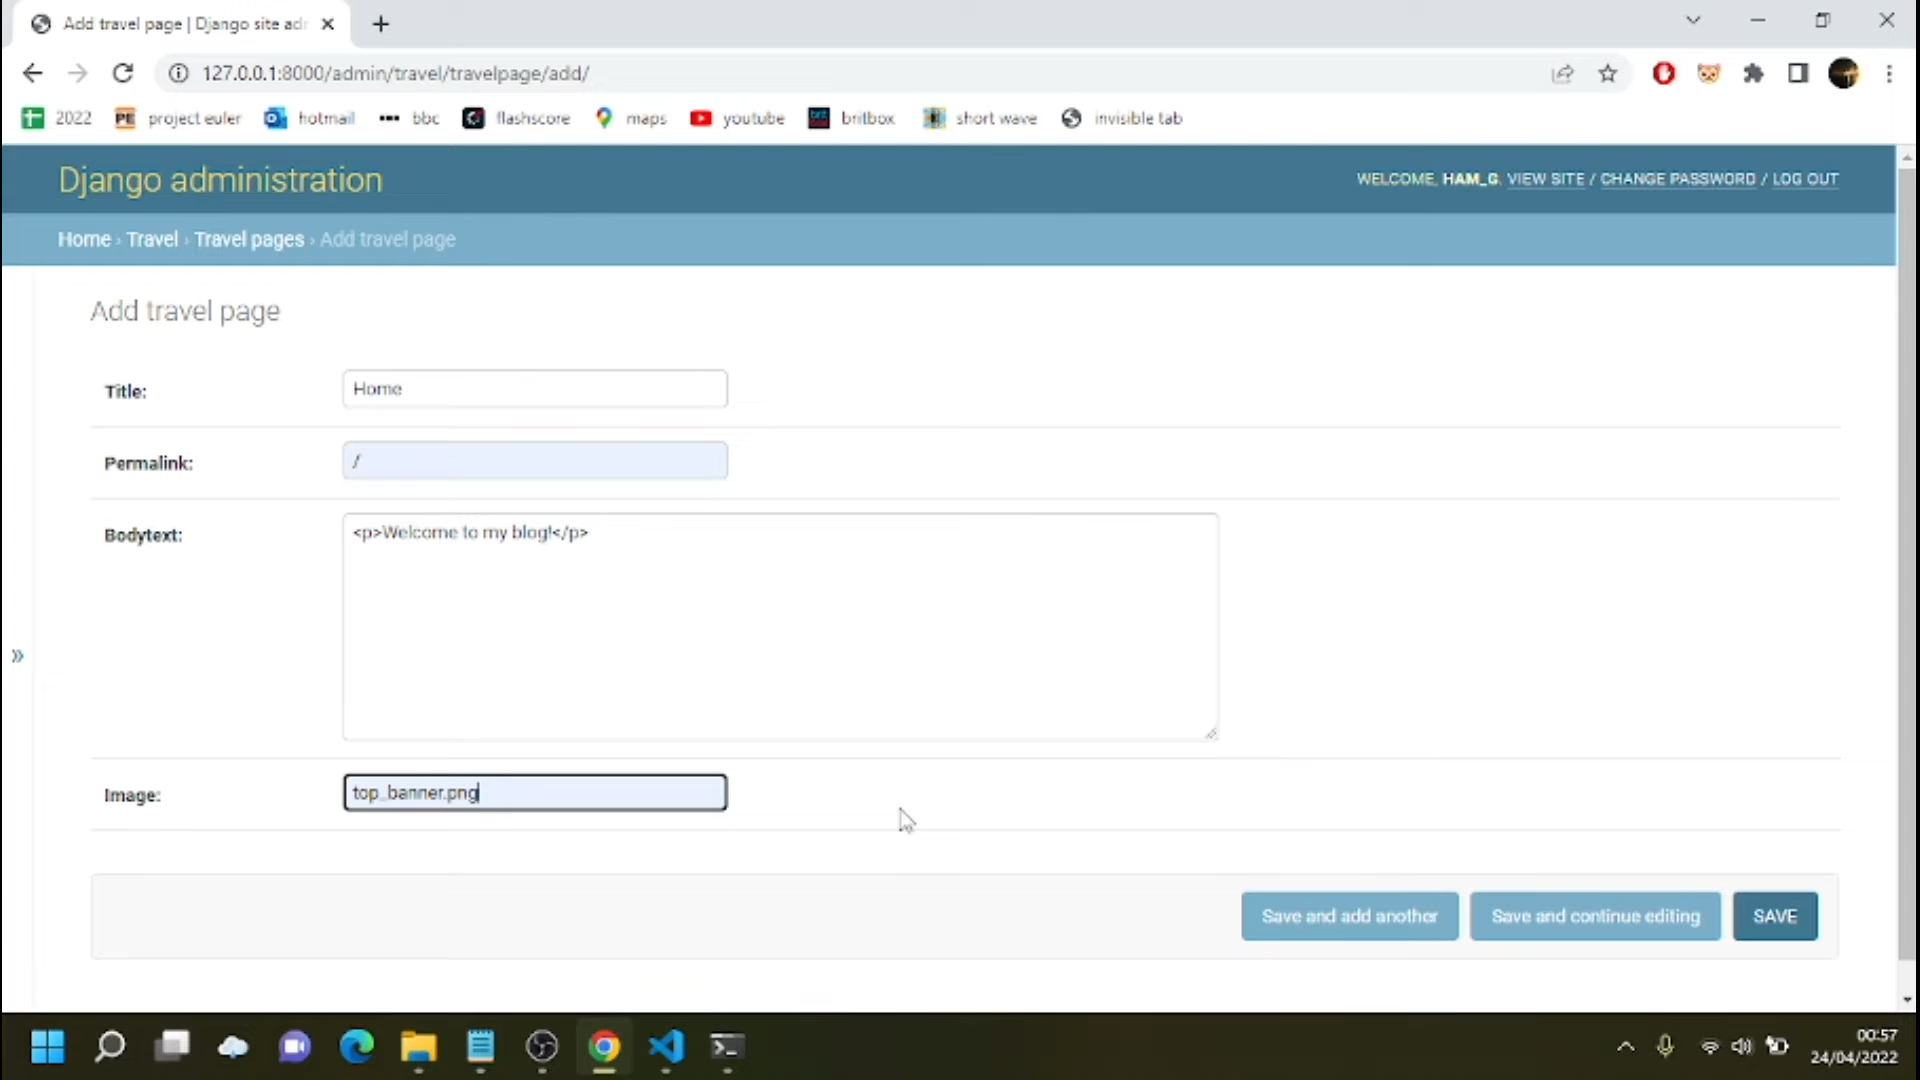 Add travel page | Django site adr
127.0.0.1:8000/admin/travel/travelpage/add/
2022 PE project euler hotmail bbc flashscore maps youtube britbox short wave invisible tab
Django administration
WELCOME, HAM_G. VIEW SITE / CHANGE PASSWORD / LOG OUT
Home › Travel › Travel pages › Add travel page
Add travel page
Title: Home
Permalink: /
Bodytext: <p>Welcome to my blog!</p>
»
Image: top_banner.png
Save and add another Save and continue editing SAVE
00:57
24/04/2022